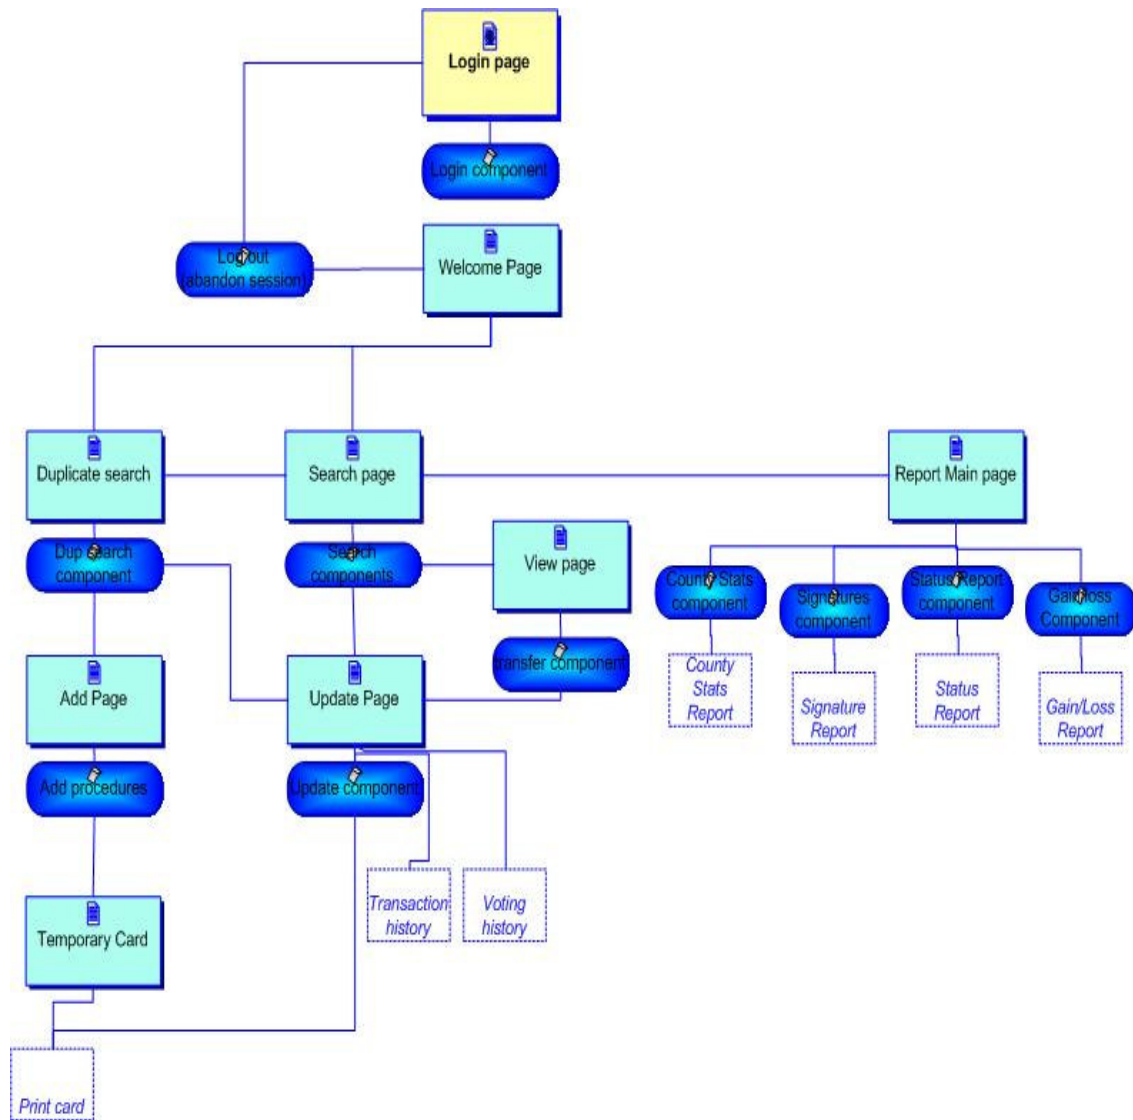 Login page
Login component
Logout
(abandon session)
Welcome Page
Duplicate search
Search page
Report Main page
Dup search
component
Search
components
View page
County Stats
component
Signatures
component
Status Report
component
Gain/loss
Component
transfer component
Add Page
Update Page
County
Stats
Report
Signature
Report
Status
Report
Gain/Loss
Report
Add procedures
Update component
Transaction
history
Voting
history
Temporary Card
Print card